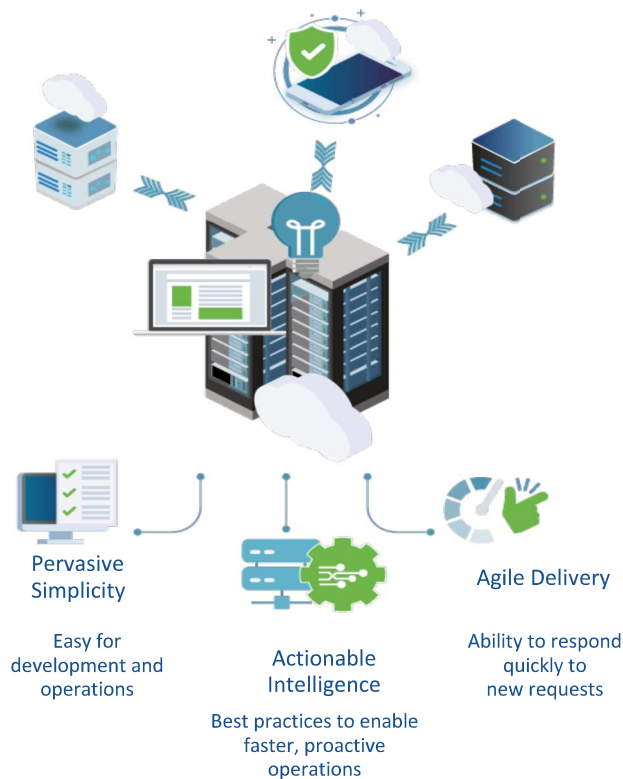 Pervasive
Simplicity
Easy for
development and
operations
Actionable
Intelligence
Best practices to enable
faster, proactive
operations
Agile Delivery
Ability to respond
quickly to
new requests